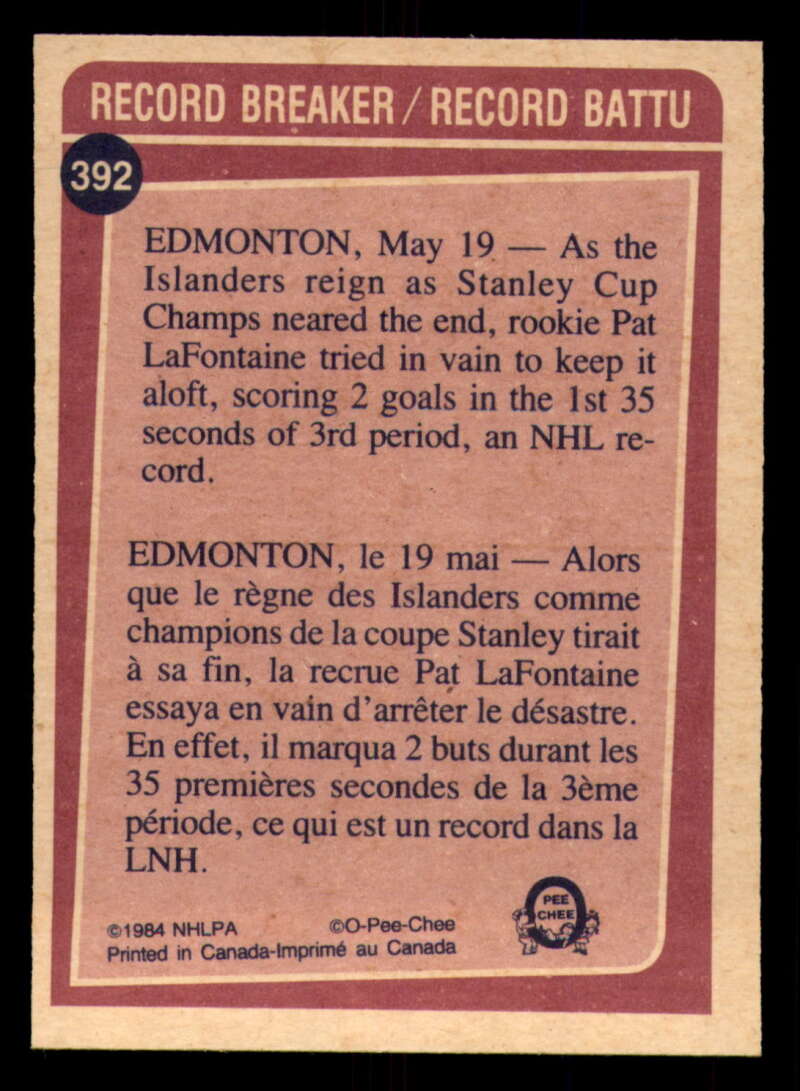 RECORD BREAKER / RECORD BATTU
392
EDMONTON, May 19 — As the
Islanders reign as Stanley Cup
Champs neared the end, rookie Pat
LaFontaine tried in vain to keep it
aloft, scoring 2 goals in the 1st 35
seconds of 3rd period, an NHL re-
cord.
EDMONTON, le 19 mai — Alors
que le règne des Islanders comme
champions de la coupe Stanley tirait
à sa fin, la recrue Pat LaFontaine
essaya en vain d'arrêter le désastre.
En effet, il marqua 2 buts durant les
35 premières secondes de la 3ème
période, ce qui est un record dans la
LNH.
©1984 NHLPA ©O-Pee-Chee
Printed in Canada-Imprimé au Canada
PEE
CHEE